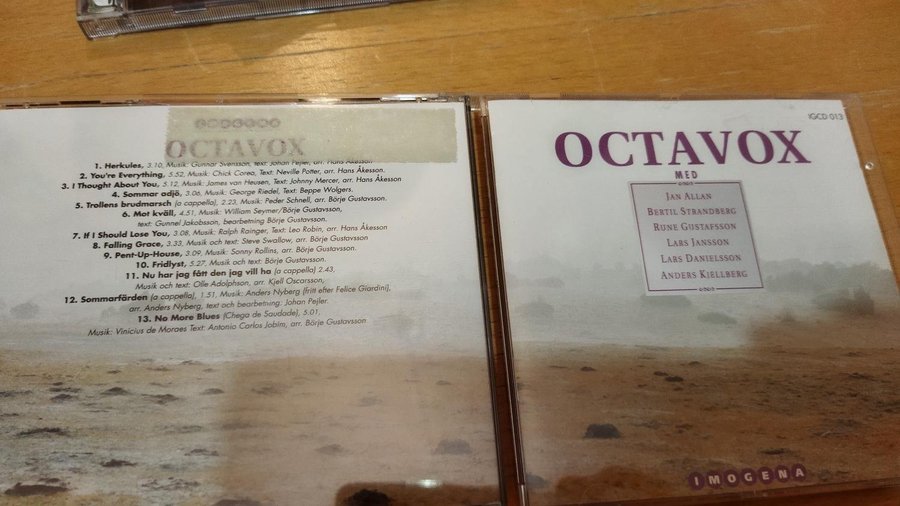 IMOGENA
OCTAVOX
1. Herkules, 3.10, Musik: Gunnar Svensson, text: Johan Pejler, arr. Hans Åkesson
2. You're Everything, 5.52, Musik: Chick Corea, Text: Neville Potter, arr. Hans Åkesson
3. I Thought About You, 5.12, Musik: James van Heusen, Text: Johnny Mercer, arr. Hans Åkesson
4. Sommar adjö, 3.06, Musik: George Riedel, Text: Beppe Wolgers.
5. Trollens brudmarsch (a cappella), 2.23, Musik: Peder Schnell, arr. Börje Gustavsson.
6. Mot kväll, 4.51, Musik: William Seymer/Börje Gustavsson,
text: Gunnel Jakobsson, bearbetning Börje Gustavsson.
7. If I Should Lose You, 3.08, Musik: Ralph Rainger, Text: Leo Robin, arr. Hans Åkesson
8. Falling Grace, 3.33, Musik och text: Steve Swallow, arr. Börje Gustavsson.
9. Pent-Up-House, 3.09, Musik: Sonny Rollins, arr. Börje Gustavsson.
10. Fridlyst, 5.27, Musik och text: Börje Gustavsson.
11. Nu har jag fått den jag vill ha (a cappella) 2.43,
Musik och text: Olle Adolphson, arr. Kjell Oscarsson,
12. Sommarfärden (a cappella), 1.51, Musik: Anders Nyberg (fritt efter Felice Giardini),
arr. Anders Nyberg, text och bearbetning: Johan Pejler.
13. No More Blues (Chega de Saudade), 5.01,
Musik: Vinicius de Moraes Text: Antonio Carlos Jobim, arr. Börje Gustavsson
IGCD 013
OCTAVOX
MED
JAN ALLAN
BERTIL STRANDBERG
RUNE GUSTAFSSON
LARS JANSSON
LARS DANIELSSON
ANDERS KJELLBERG
IMOGENA